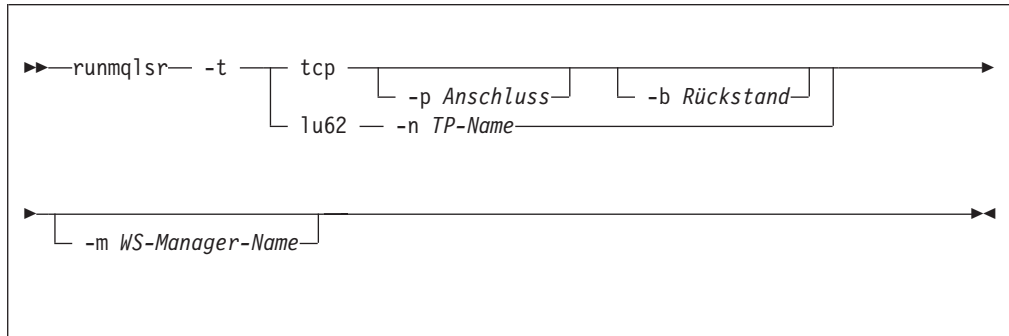 runmqlsr -t tcp
-p Anschluss -b Rückstand
lu62 -n TP-Name
-m WS-Manager-Name